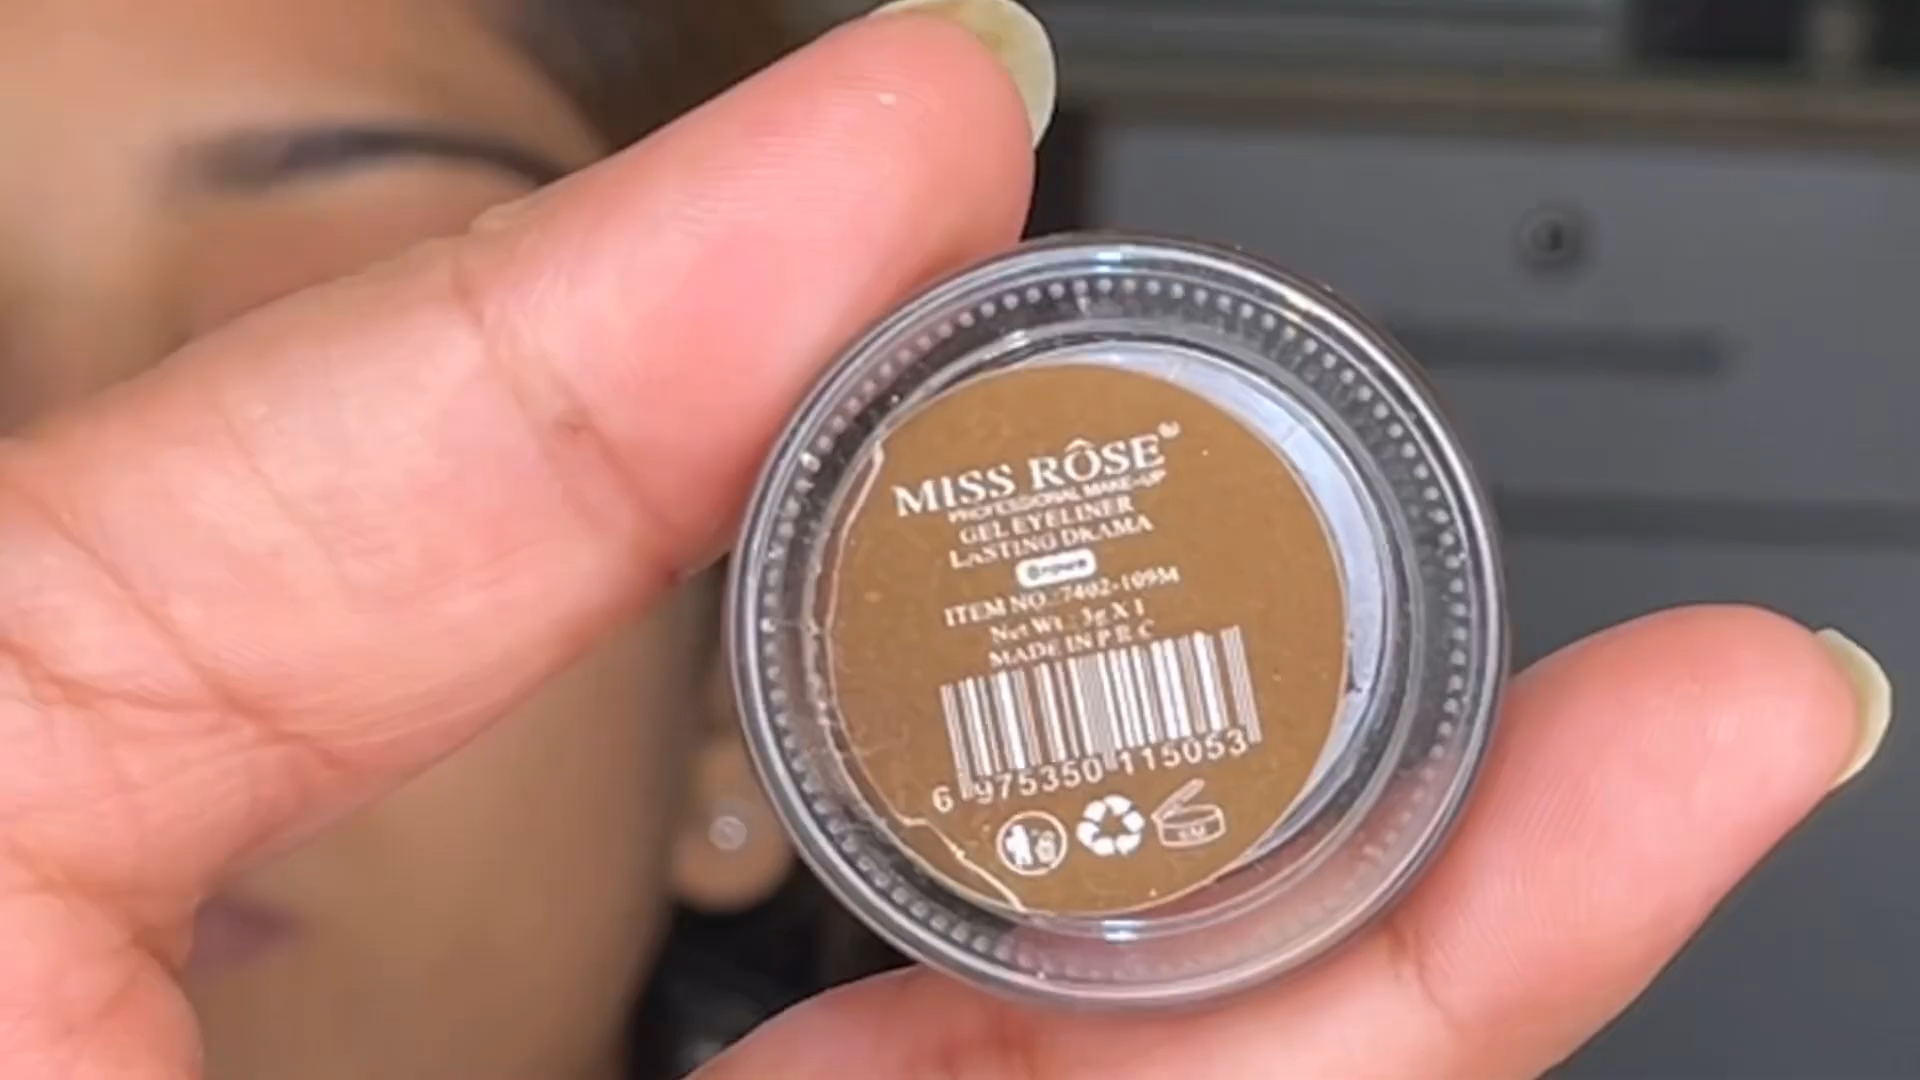 MISS RÔSE
PROFESSIONAL MAKE-UP
GEL EYELINER
LASTING DRAMA
Brown
ITEM NO.:7402-109M
Net Wt.: 3g X 1
MADE IN P R C
6 975350 115053